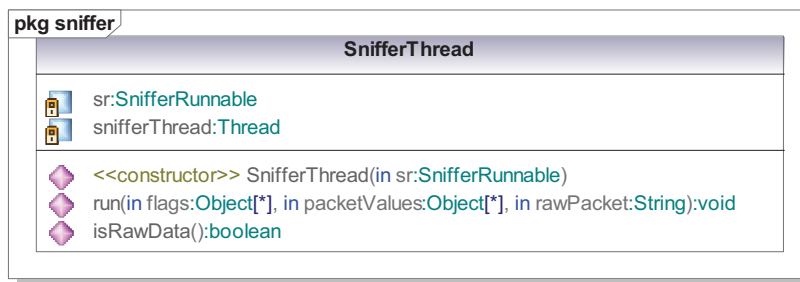 pkg sniffer
SnifferThread
sr:SnifferRunnable
snifferThread:Thread
<<constructor>> SnifferThread(in sr:SnifferRunnable)
run(in flags:Object[*], in packetValues:Object[*], in rawPacket:String):void
isRawData():boolean